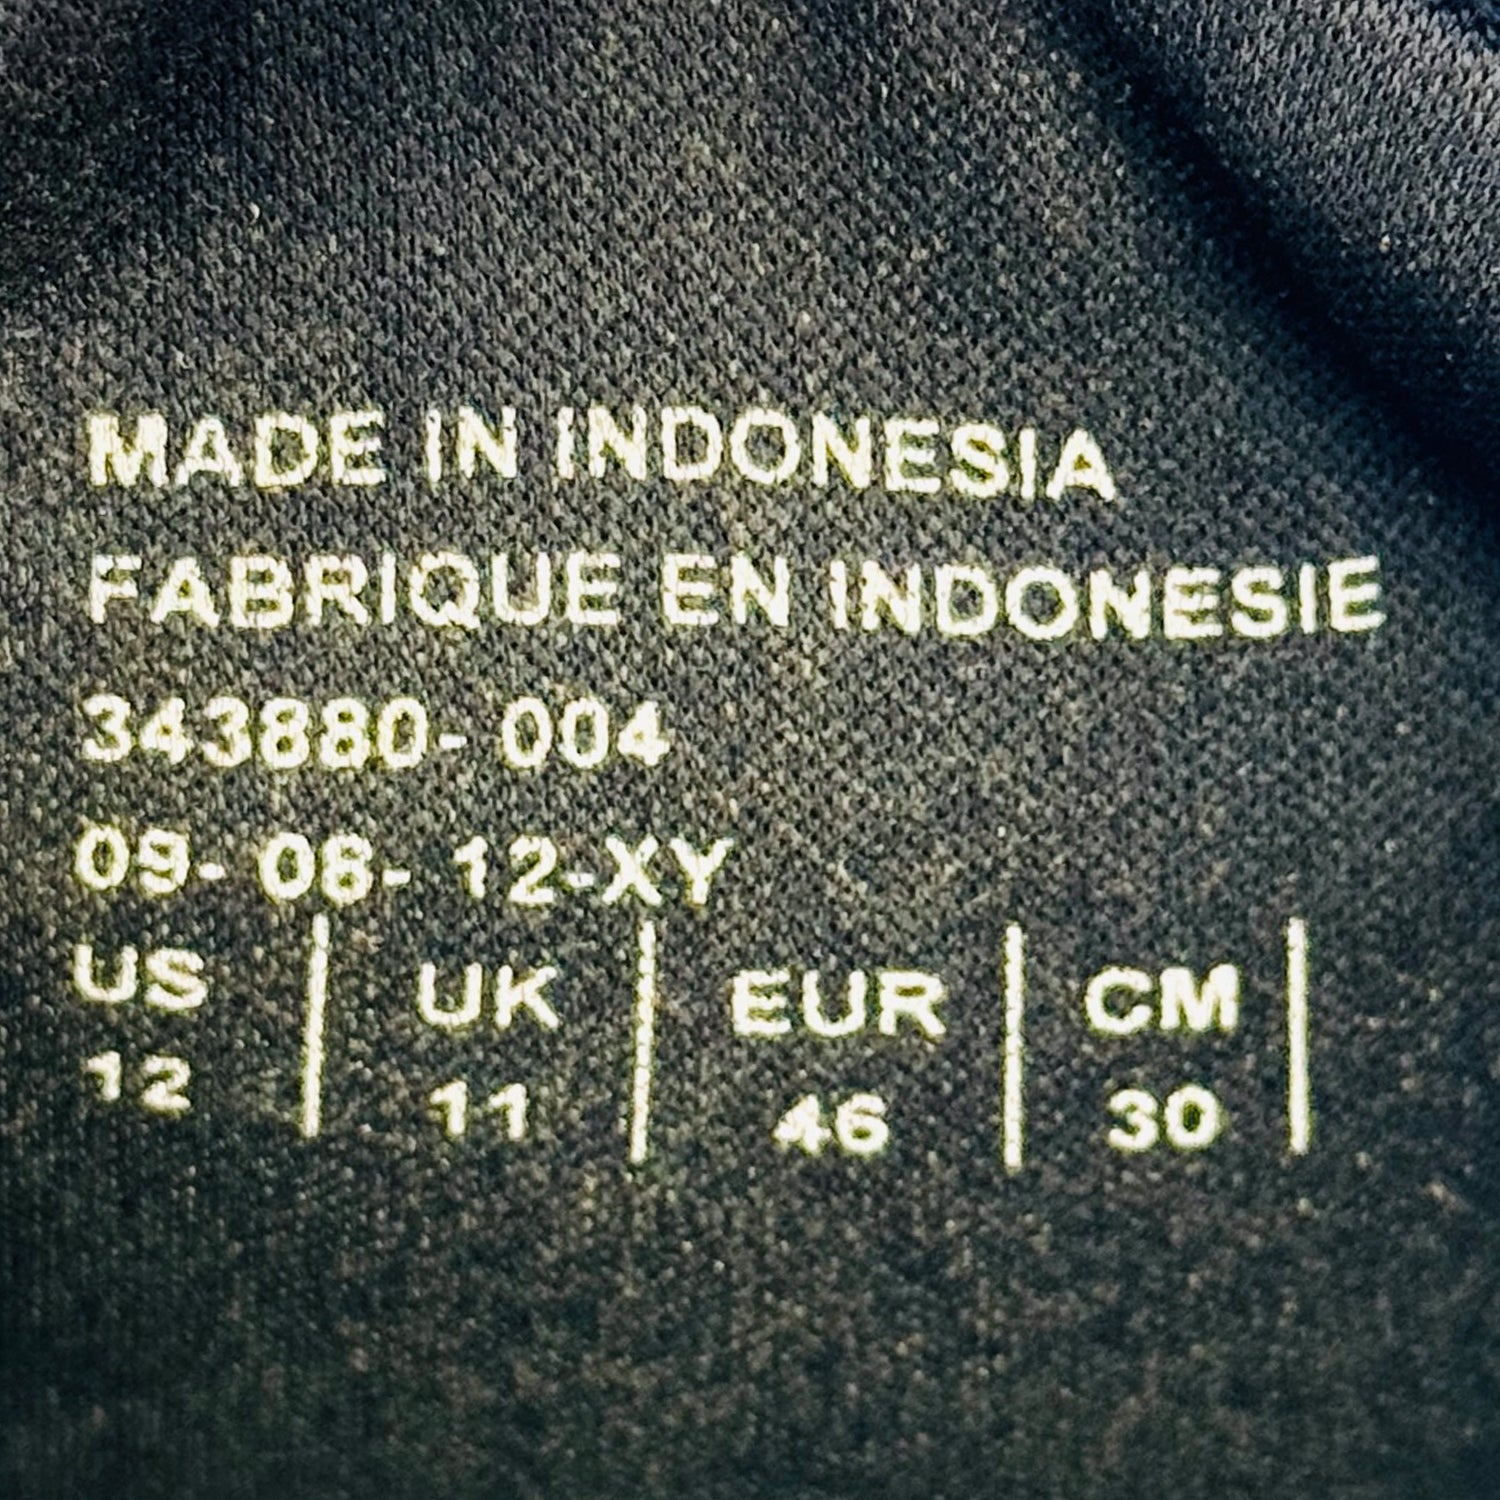 MADE IN INDONESIA
FABRIQUE EN INDONESIE
343880- 004
09- 06- 12-XY
US | UK | EUR | CM |
12 | 11 | 46 | 30 |